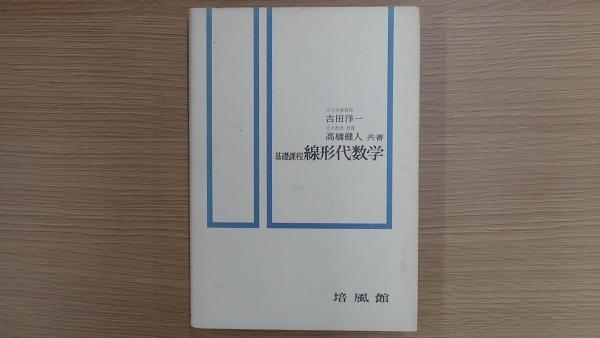 吉田洋一
高橋健人 共著
基礎課程 線形代数学
培風館